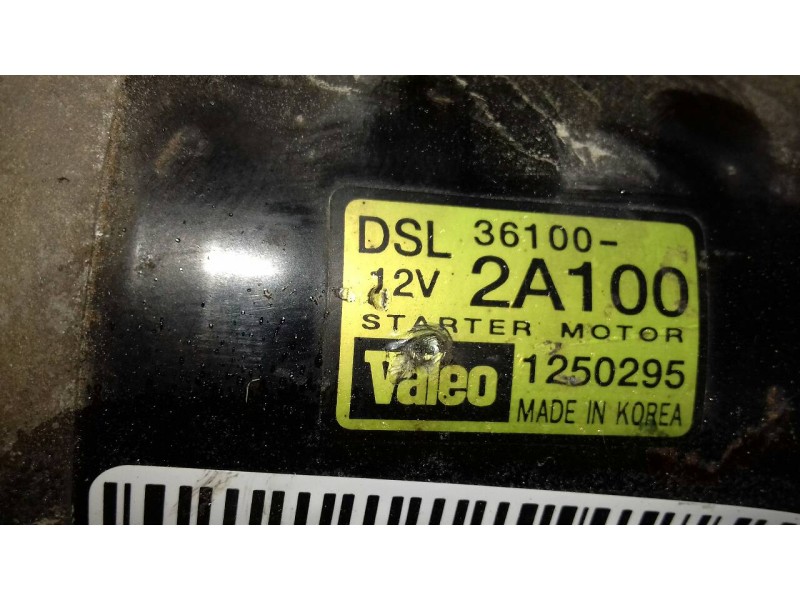 DSL 36100-
12V 2A100
STARTER MOTOR
Valeo 1250295
MADE IN KOREA